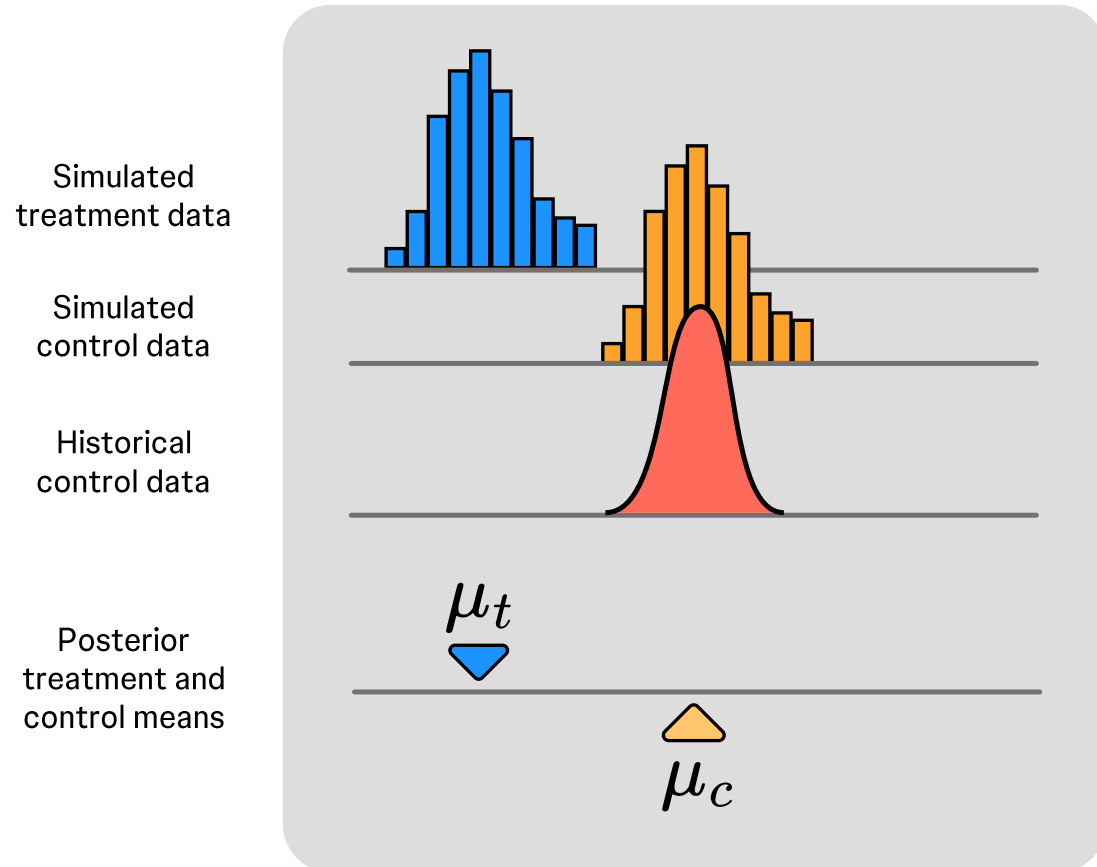 Simulated
treatment data
Simulated
control data
Historical
control data
μt
Posterior
treatment and
control means
μc